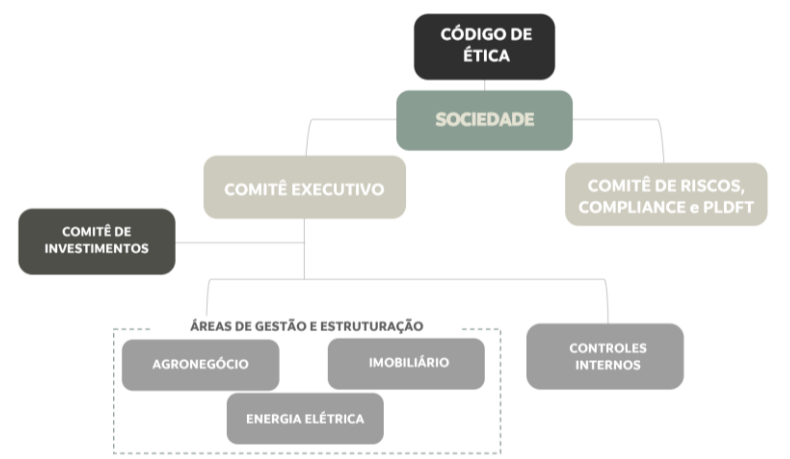 CÓDIGO DE
ÉTICA
SOCIEDADE
COMITÊ EXECUTIVO
COMITÊ DE RISCOS,
COMPLIANCE e PLDFT
COMITÊ DE
INVESTIMENTOS
ÁREAS DE GESTÃO E ESTRUTURAÇÃO
AGRONEGÓCIO
IMOBILIÁRIO
ENERGIA ELÉTRICA
CONTROLES
INTERNOS